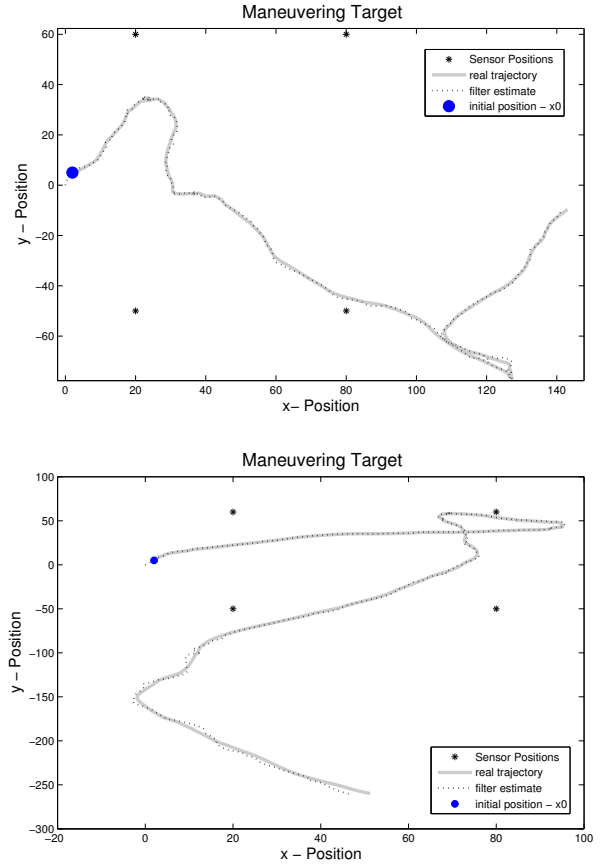 Maneuvering Target
60
40
20
0
−20
−40
−60
y − Position
Sensor Positions
real trajectory
filter estimate
initial position − x0
0 20 40 60 80 100 120 140
x− Position
Maneuvering Target
100
50
0
−50
−100
−150
−200
−250
−300
y − Position
Sensor Positions
real trajectory
filter estimate
initial position − x0
−20 0 20 40 60 80 100
x − Position